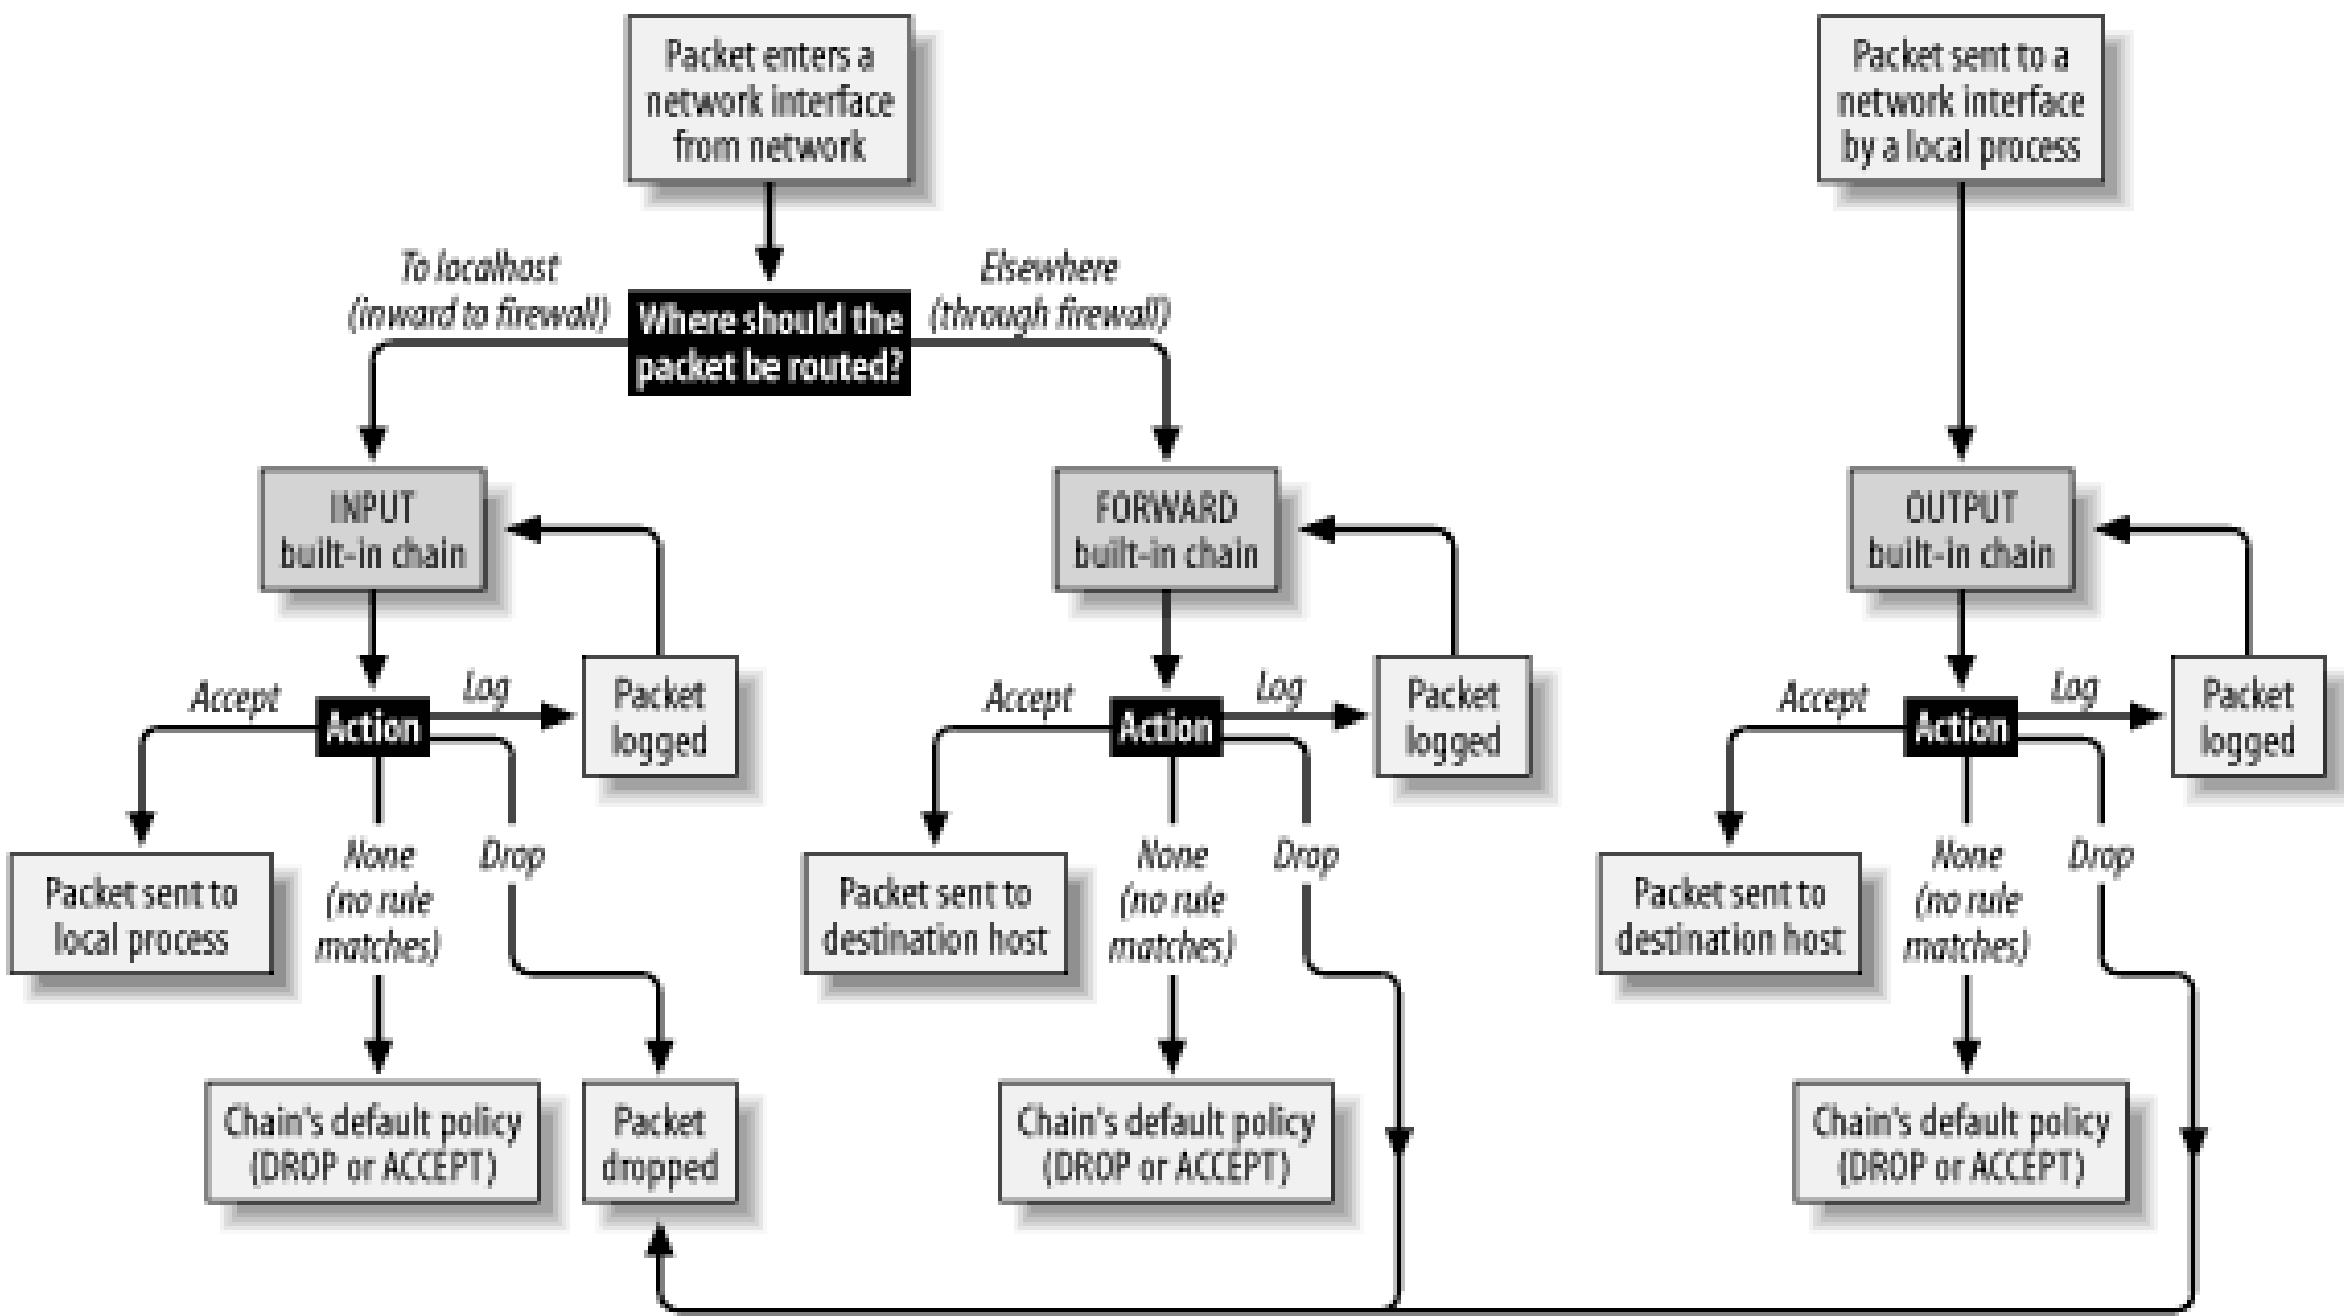 Packet enters a
network interface
from network
Packet sent to a
network interface
by a local process
To localhost
(inward to firewall)
Where should the
packet be routed?
Elsewhere
(through firewall)
INPUT
built-in chain
FORWARD
built-in chain
OUTPUT
built-in chain
Accept
Action
Log
Packet
logged
Accept
Action
Log
Packet
logged
Accept
Action
Log
Packet
logged
Packet sent to
local process
None
(no rule
matches)
Drop
Packet sent to
destination host
None
(no rule
matches)
Drop
Packet sent to
destination host
None
(no rule
matches)
Drop
Chain's default policy
(DROP or ACCEPT)
Packet
dropped
Chain's default policy
(DROP or ACCEPT)
Chain's default policy
(DROP or ACCEPT)